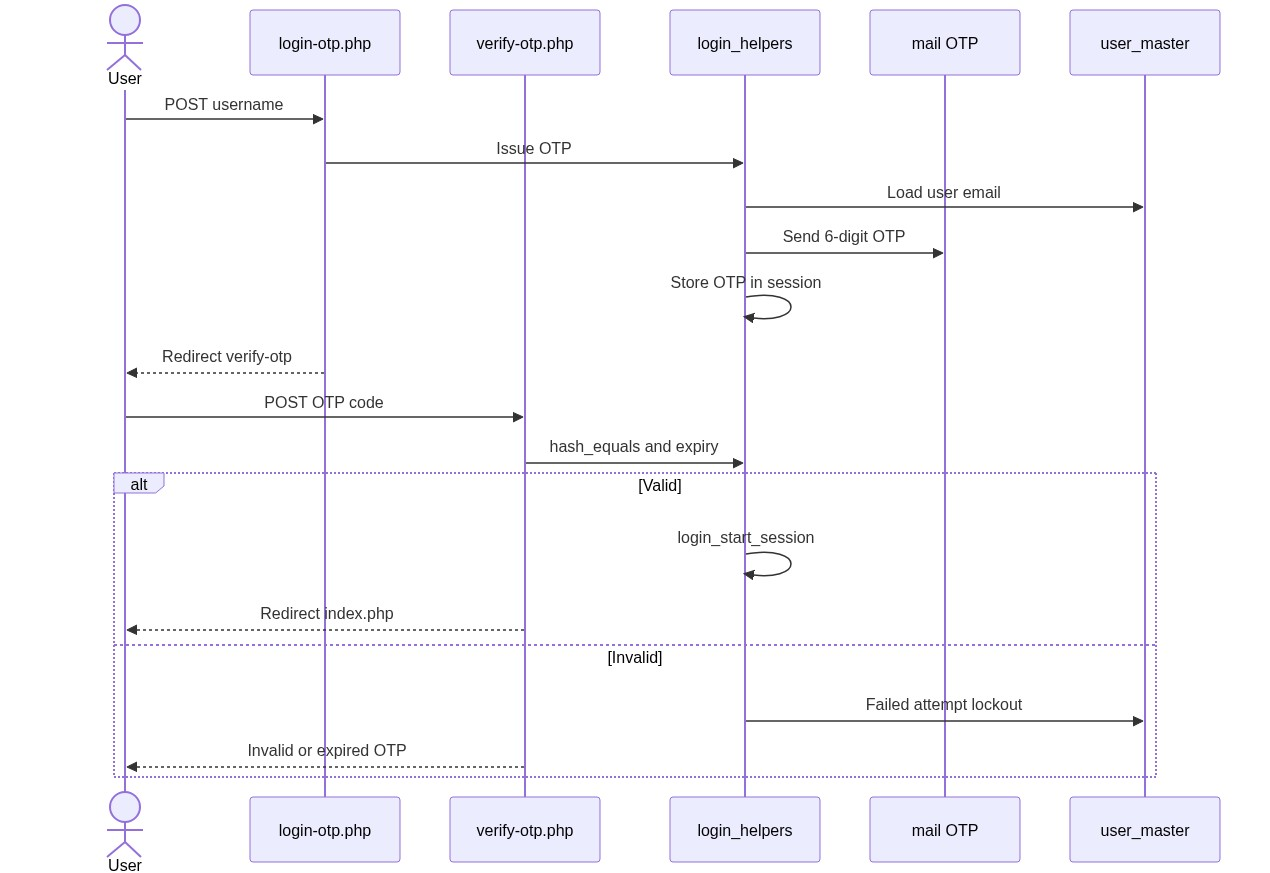 User
login-otp.php
verify-otp.php
login_helpers
mail OTP
user_master
POST username
Issue OTP
Load user email
Send 6-digit OTP
Store OTP in session
Redirect verify-otp
POST OTP code
hash_equals and expiry
alt
[Valid]
login_start_session
Redirect index.php
[Invalid]
Failed attempt lockout
Invalid or expired OTP
User
login-otp.php
verify-otp.php
login_helpers
mail OTP
user_master